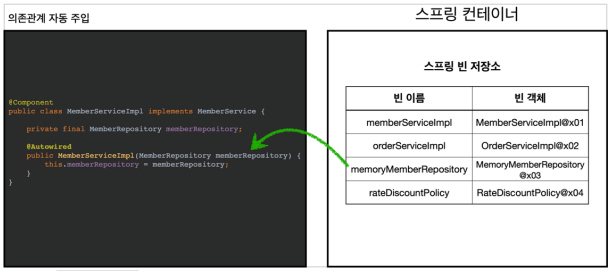 의존관계 자동 주입
스프링 컨테이너
@Component
public class MemberServiceImpl implements MemberService {
private final MemberRepository memberRepository;
@Autowired
public MemberServiceImpl(MemberRepository memberRepository) {
this.memberRepository = memberRepository;
}
}
스프링 빈 저장소
빈 이름 빈 객체
memberServiceImpl MemberServiceImpl@x01
orderServiceImpl OrderServiceImpl@x02
memoryMemberRepository MemoryMemberRepository
@x03
rateDiscountPolicy RateDiscountPolicy@x04